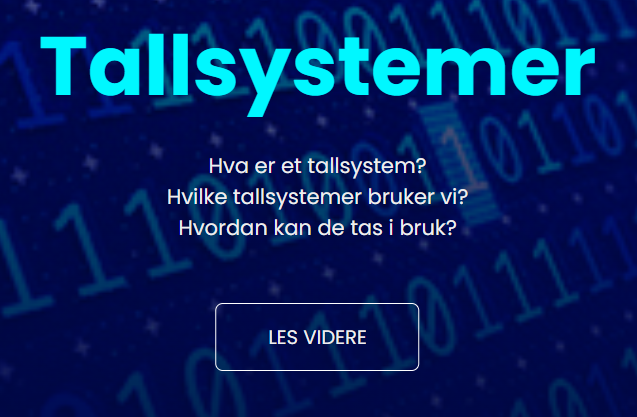 Tallsystemer
Hva er et tallsystem?
Hvilke tallsystemer bruker vi?
Hvordan kan de tas i bruk?
LES VIDERE